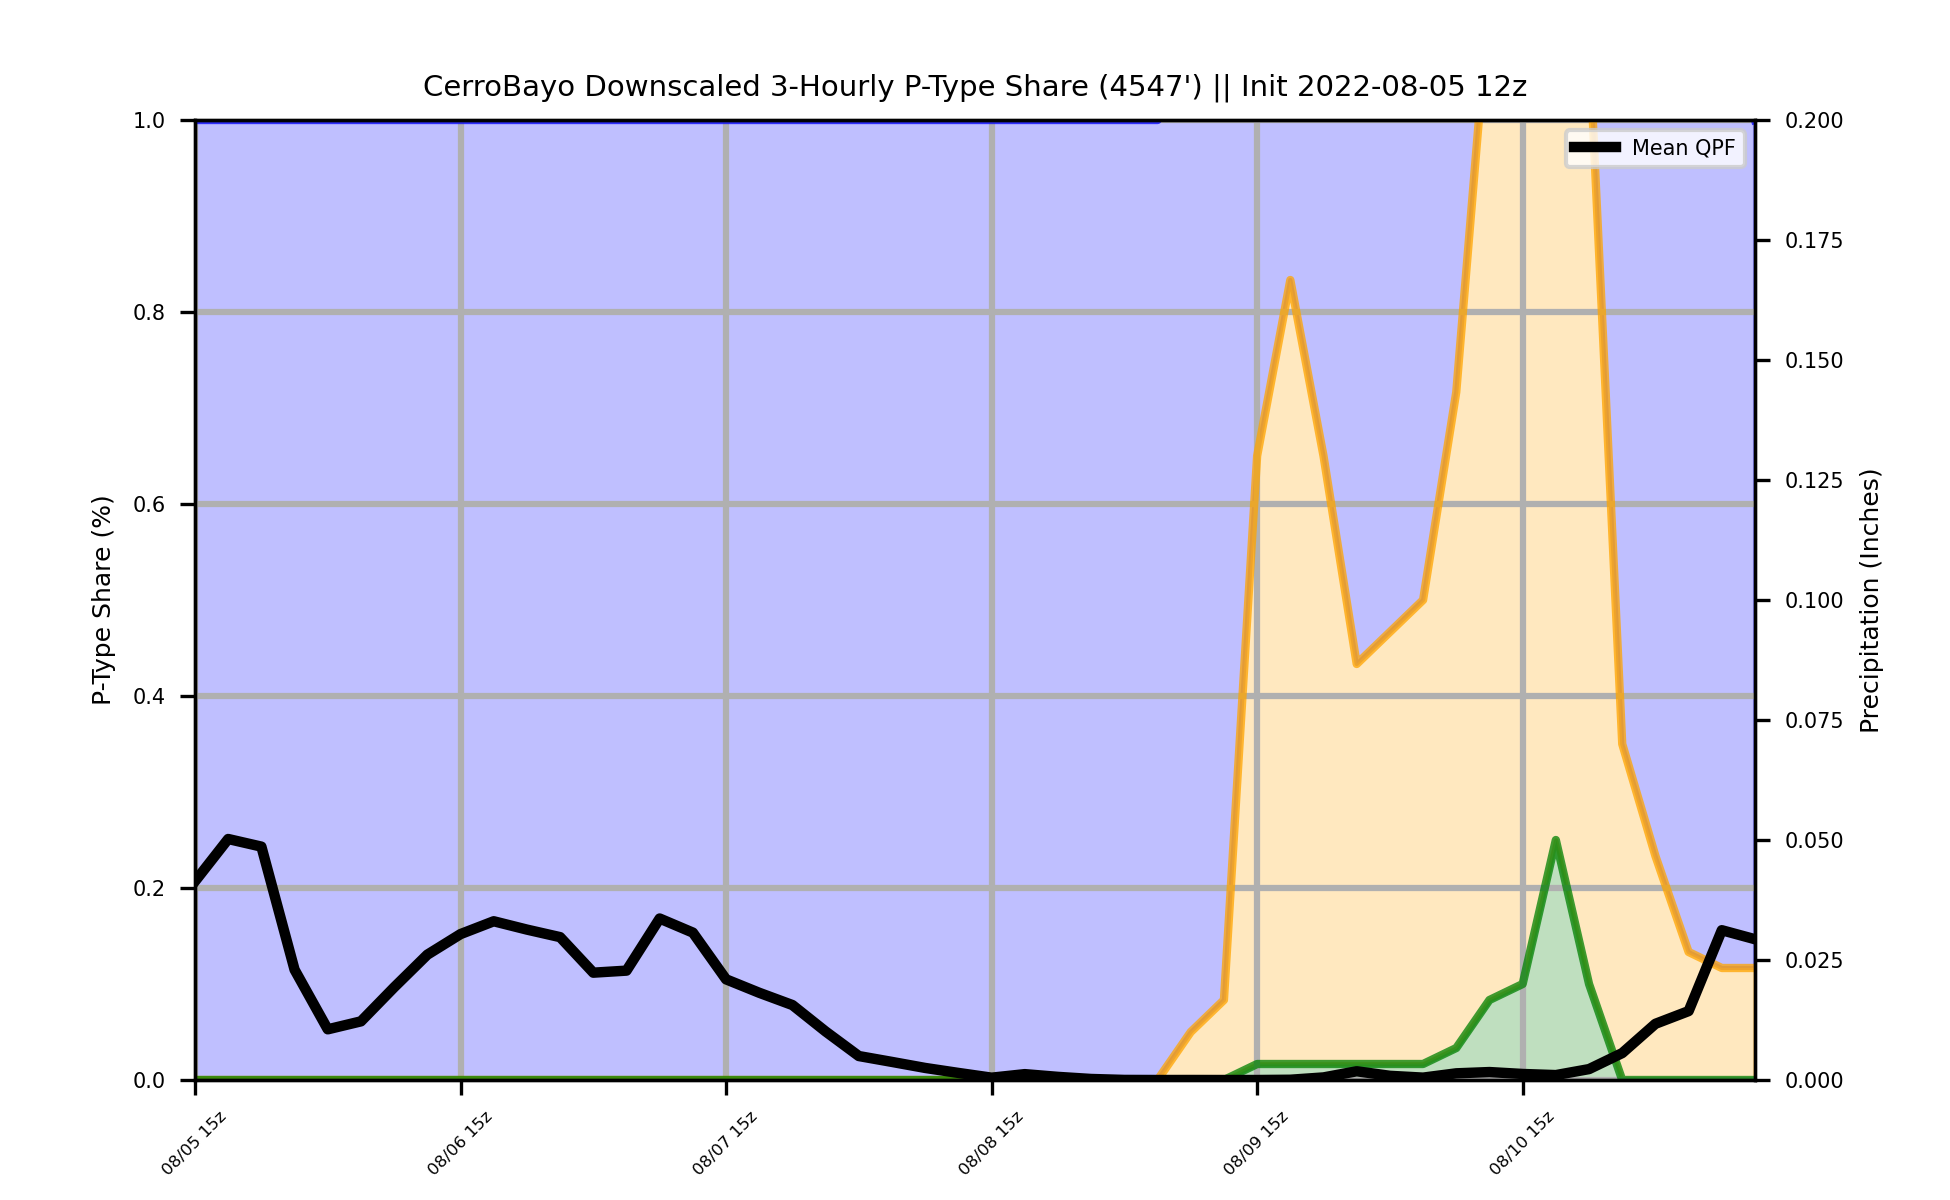 CerroBayo Downscaled 3-Hourly P-Type Share (4547') || Init 2022-08-05 12z
Mean QPF
P-Type Share (%)
1.0
0.8
0.6
0.4
0.2
0.0
Precipitation (Inches)
0.200
0.175
0.150
0.125
0.100
0.075
0.050
0.025
0.000
08/05 15z
08/06 15z
08/07 15z
08/08 15z
08/09 15z
08/10 15z